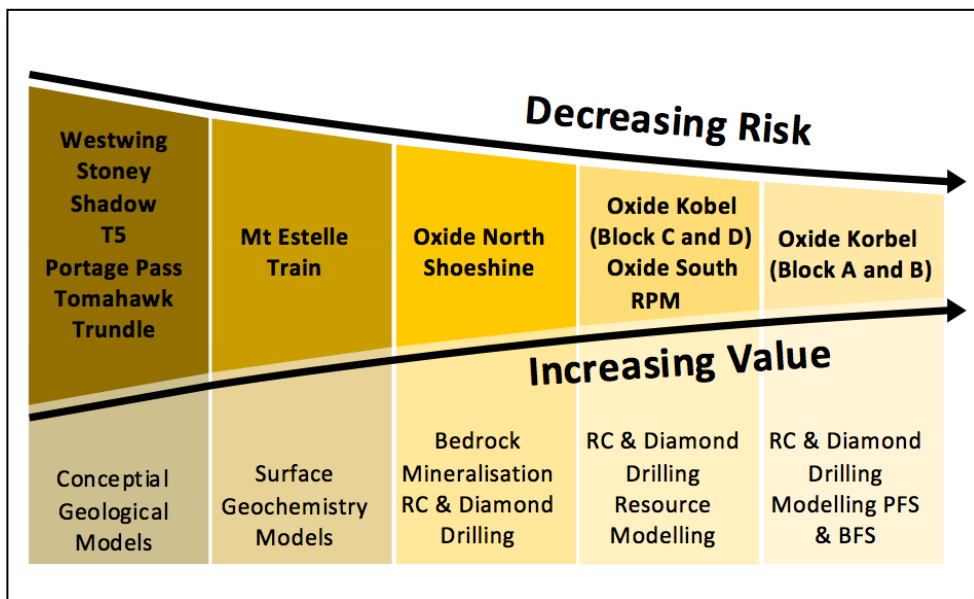 Decreasing Risk
Westwing
Stoney
Shadow
T5
Portage Pass
Tomahawk
Trundle
Mt Estelle
Train
Oxide North
Shoeshine
Oxide Kobel
(Block C and D)
Oxide South
RPM
Oxide Korbel
(Block A and B)
Increasing Value
Conceptial
Geological
Models
Surface
Geochemistry
Models
Bedrock
Mineralisation
RC & Diamond
Drilling
RC & Diamond
Drilling
Resource
Modelling
RC & Diamond
Drilling
Modelling PFS
& BFS